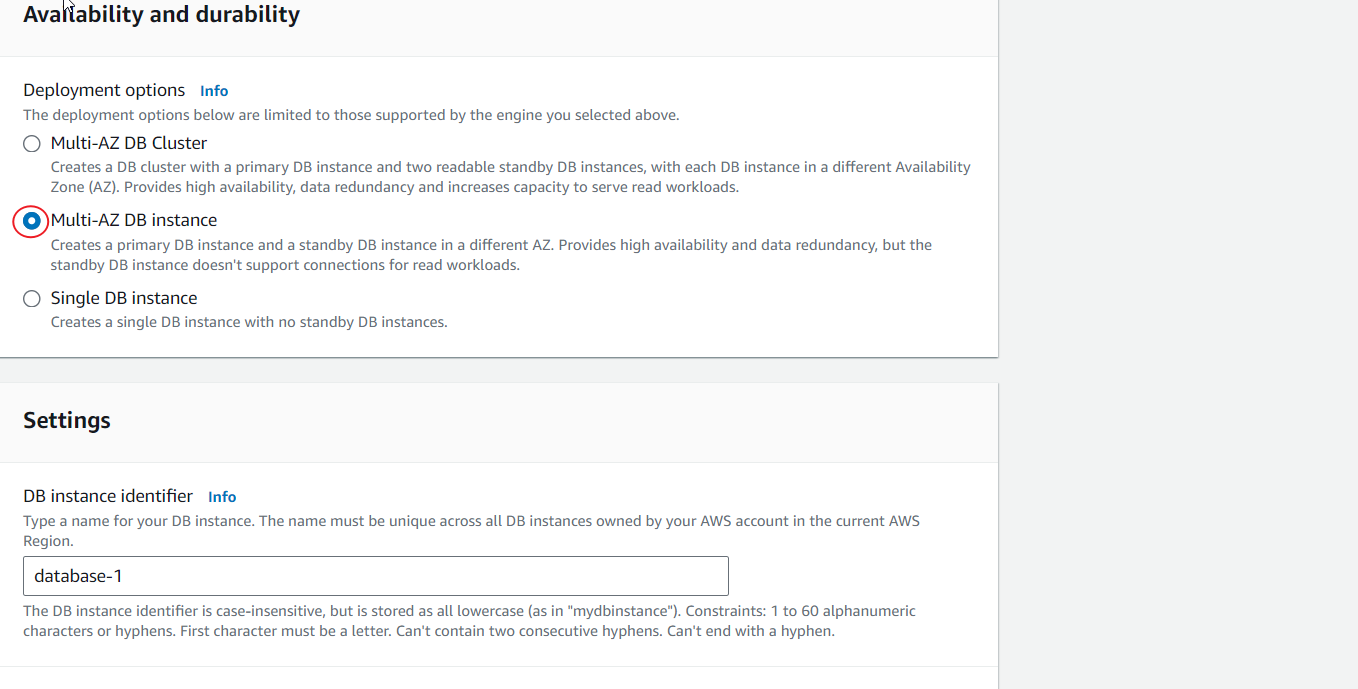 Availability and durability
Deployment options Info
The deployment options below are limited to those supported by the engine you selected above.
Multi-AZ DB Cluster
Creates a DB cluster with a primary DB instance and two readable standby DB instances, with each DB instance in a different Availability
Zone (AZ). Provides high availability, data redundancy and increases capacity to serve read workloads.
Multi-AZ DB instance
Creates a primary DB instance and a standby DB instance in a different AZ. Provides high availability and data redundancy, but the
standby DB instance doesn't support connections for read workloads.
Single DB instance
Creates a single DB instance with no standby DB instances.
Settings
DB instance identifier Info
Type a name for your DB instance. The name must be unique across all DB instances owned by your AWS account in the current AWS
Region.
database-1
The DB instance identifier is case-insensitive, but is stored as all lowercase (as in "mydbinstance"). Constraints: 1 to 60 alphanumeric
characters or hyphens. First character must be a letter. Can't contain two consecutive hyphens. Can't end with a hyphen.